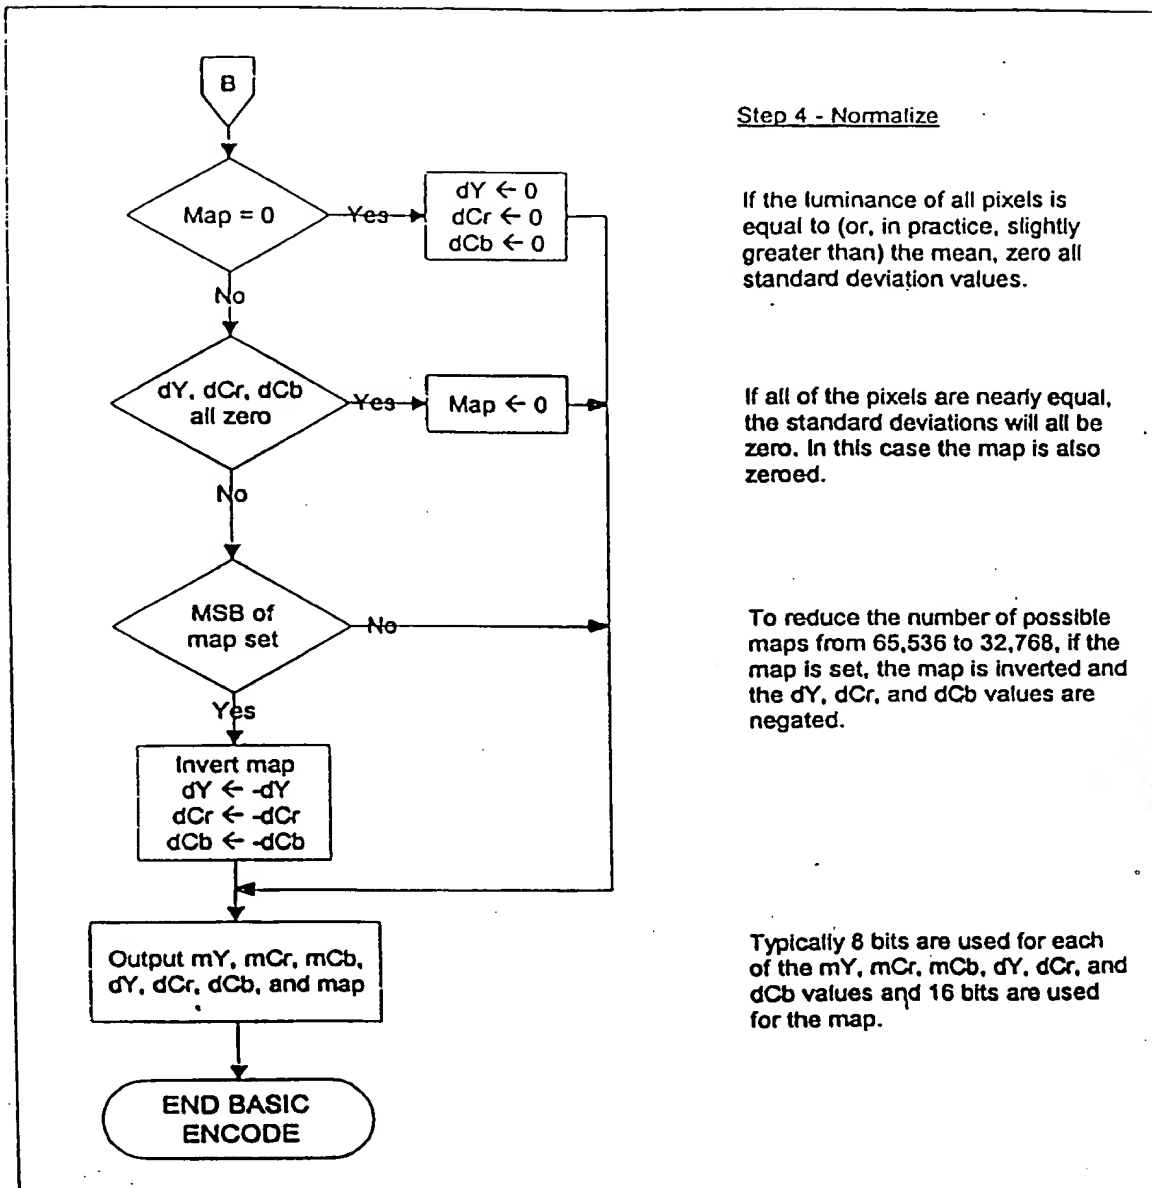 B
Step 4 - Normalize
Map = 0
Yes
dY ← 0
dCr ← 0
dCb ← 0
If the luminance of all pixels is
equal to (or, in practice, slightly
greater than) the mean, zero all
standard deviation values.
No
dY, dCr, dCb
all zero
Yes
Map ← 0
If all of the pixels are nearly equal,
the standard deviations will all be
zero. In this case the map is also
zeroed.
No
MSB of
map set
No
To reduce the number of possible
maps from 65,536 to 32,768, if the
map is set, the map is inverted and
the dY, dCr, and dCb values are
negated.
Yes
Invert map
dY ← -dY
dCr ← -dCr
dCb ← -dCb
Output mY, mCr, mCb,
dY, dCr, dCb, and map
Typically 8 bits are used for each
of the mY, mCr, mCb, dY, dCr, and
dCb values and 16 bits are used
for the map.
END BASIC
ENCODE